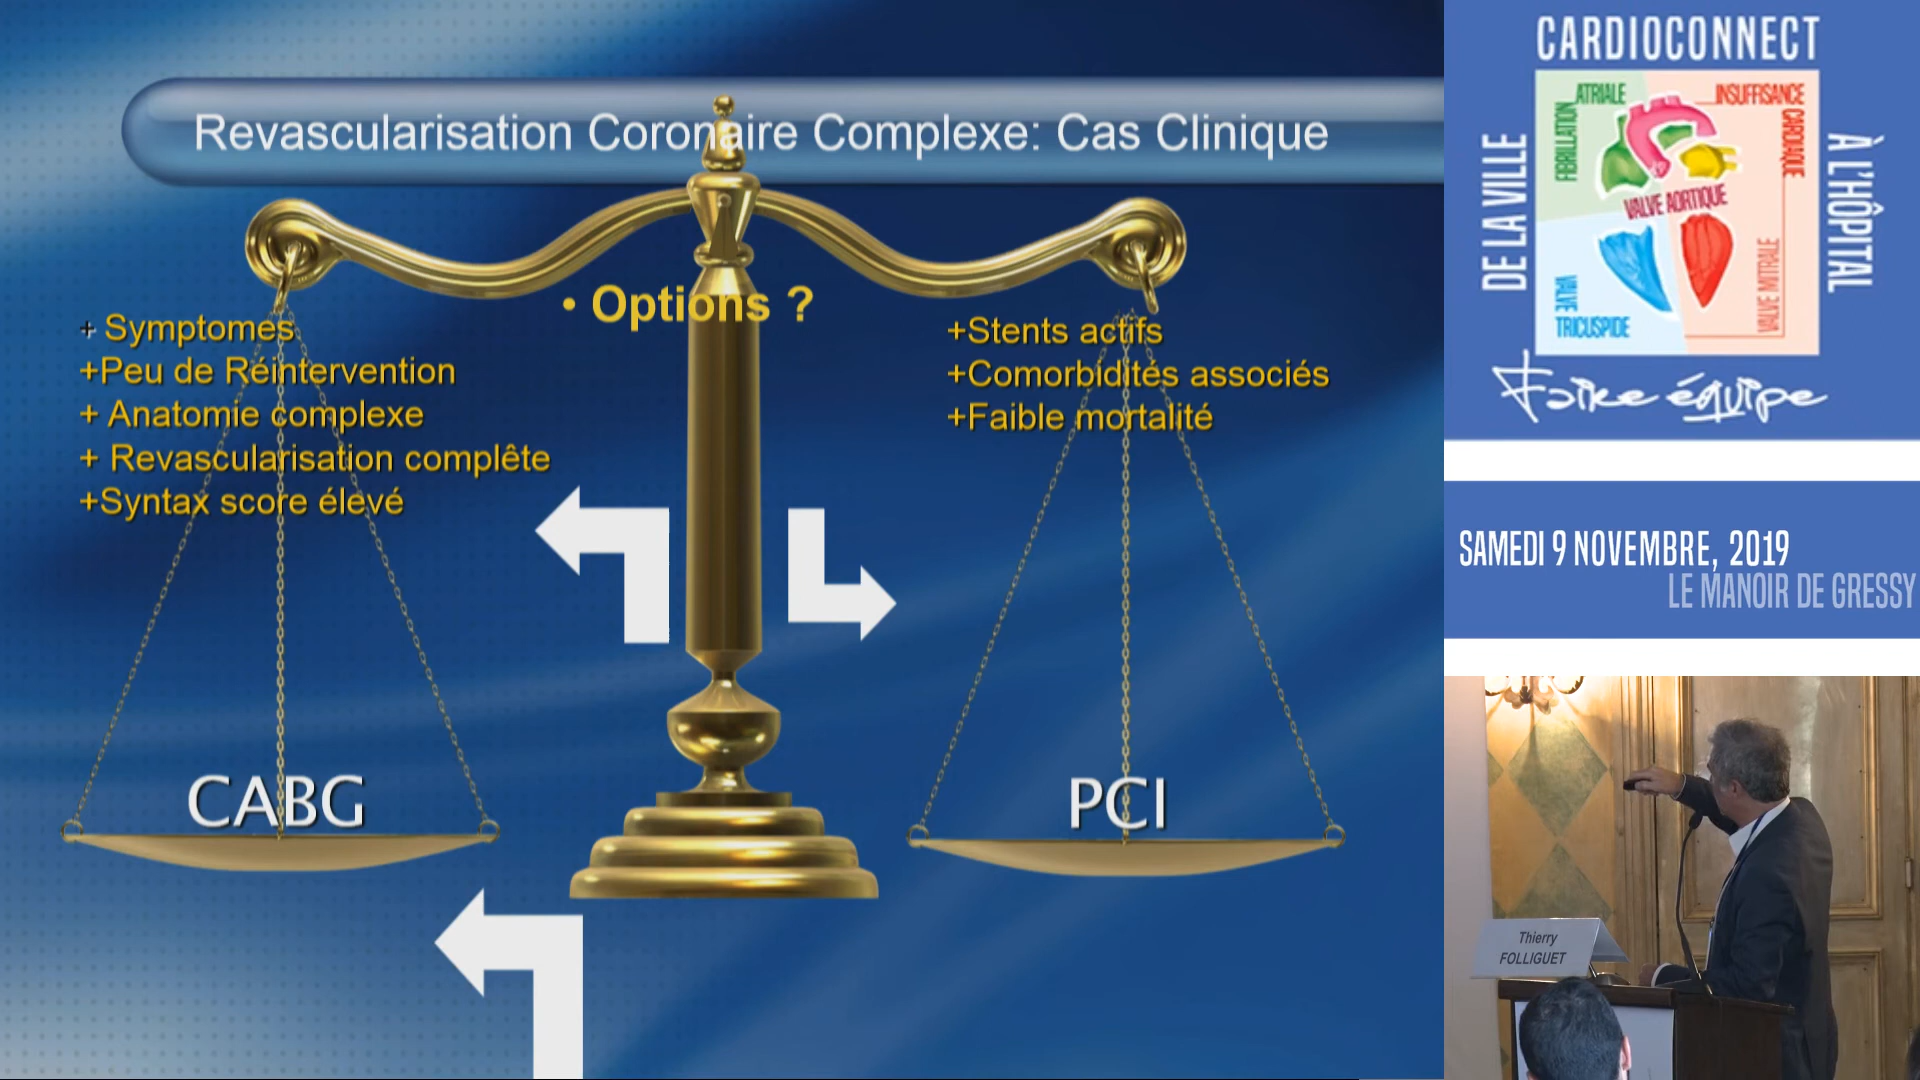 Revascularisation Coronaire Complexe: Cas Clinique
• Options ?
+ Symptomes
+Peu de Réintervention
+ Anatomie complexe
+ Revascularisation complête
+Syntax score élevé
+Stents actifs
+Comorbidités associés
+Faible mortalité
CABG
PCI
CARDIOCONNECT
DE LA VILLE
À L'HÔPITAL
FIBRILLATION
ATRIALE
INSUFFISANCE
CARDIAQUE
VALVE AORTIQUE
VALVE
TRICUSPIDE
VALVE MITRALE
Faire équipe
SAMEDI 9 NOVEMBRE, 2019
LE MANOIR DE GRESSY
Thierry
FOLLIGUET